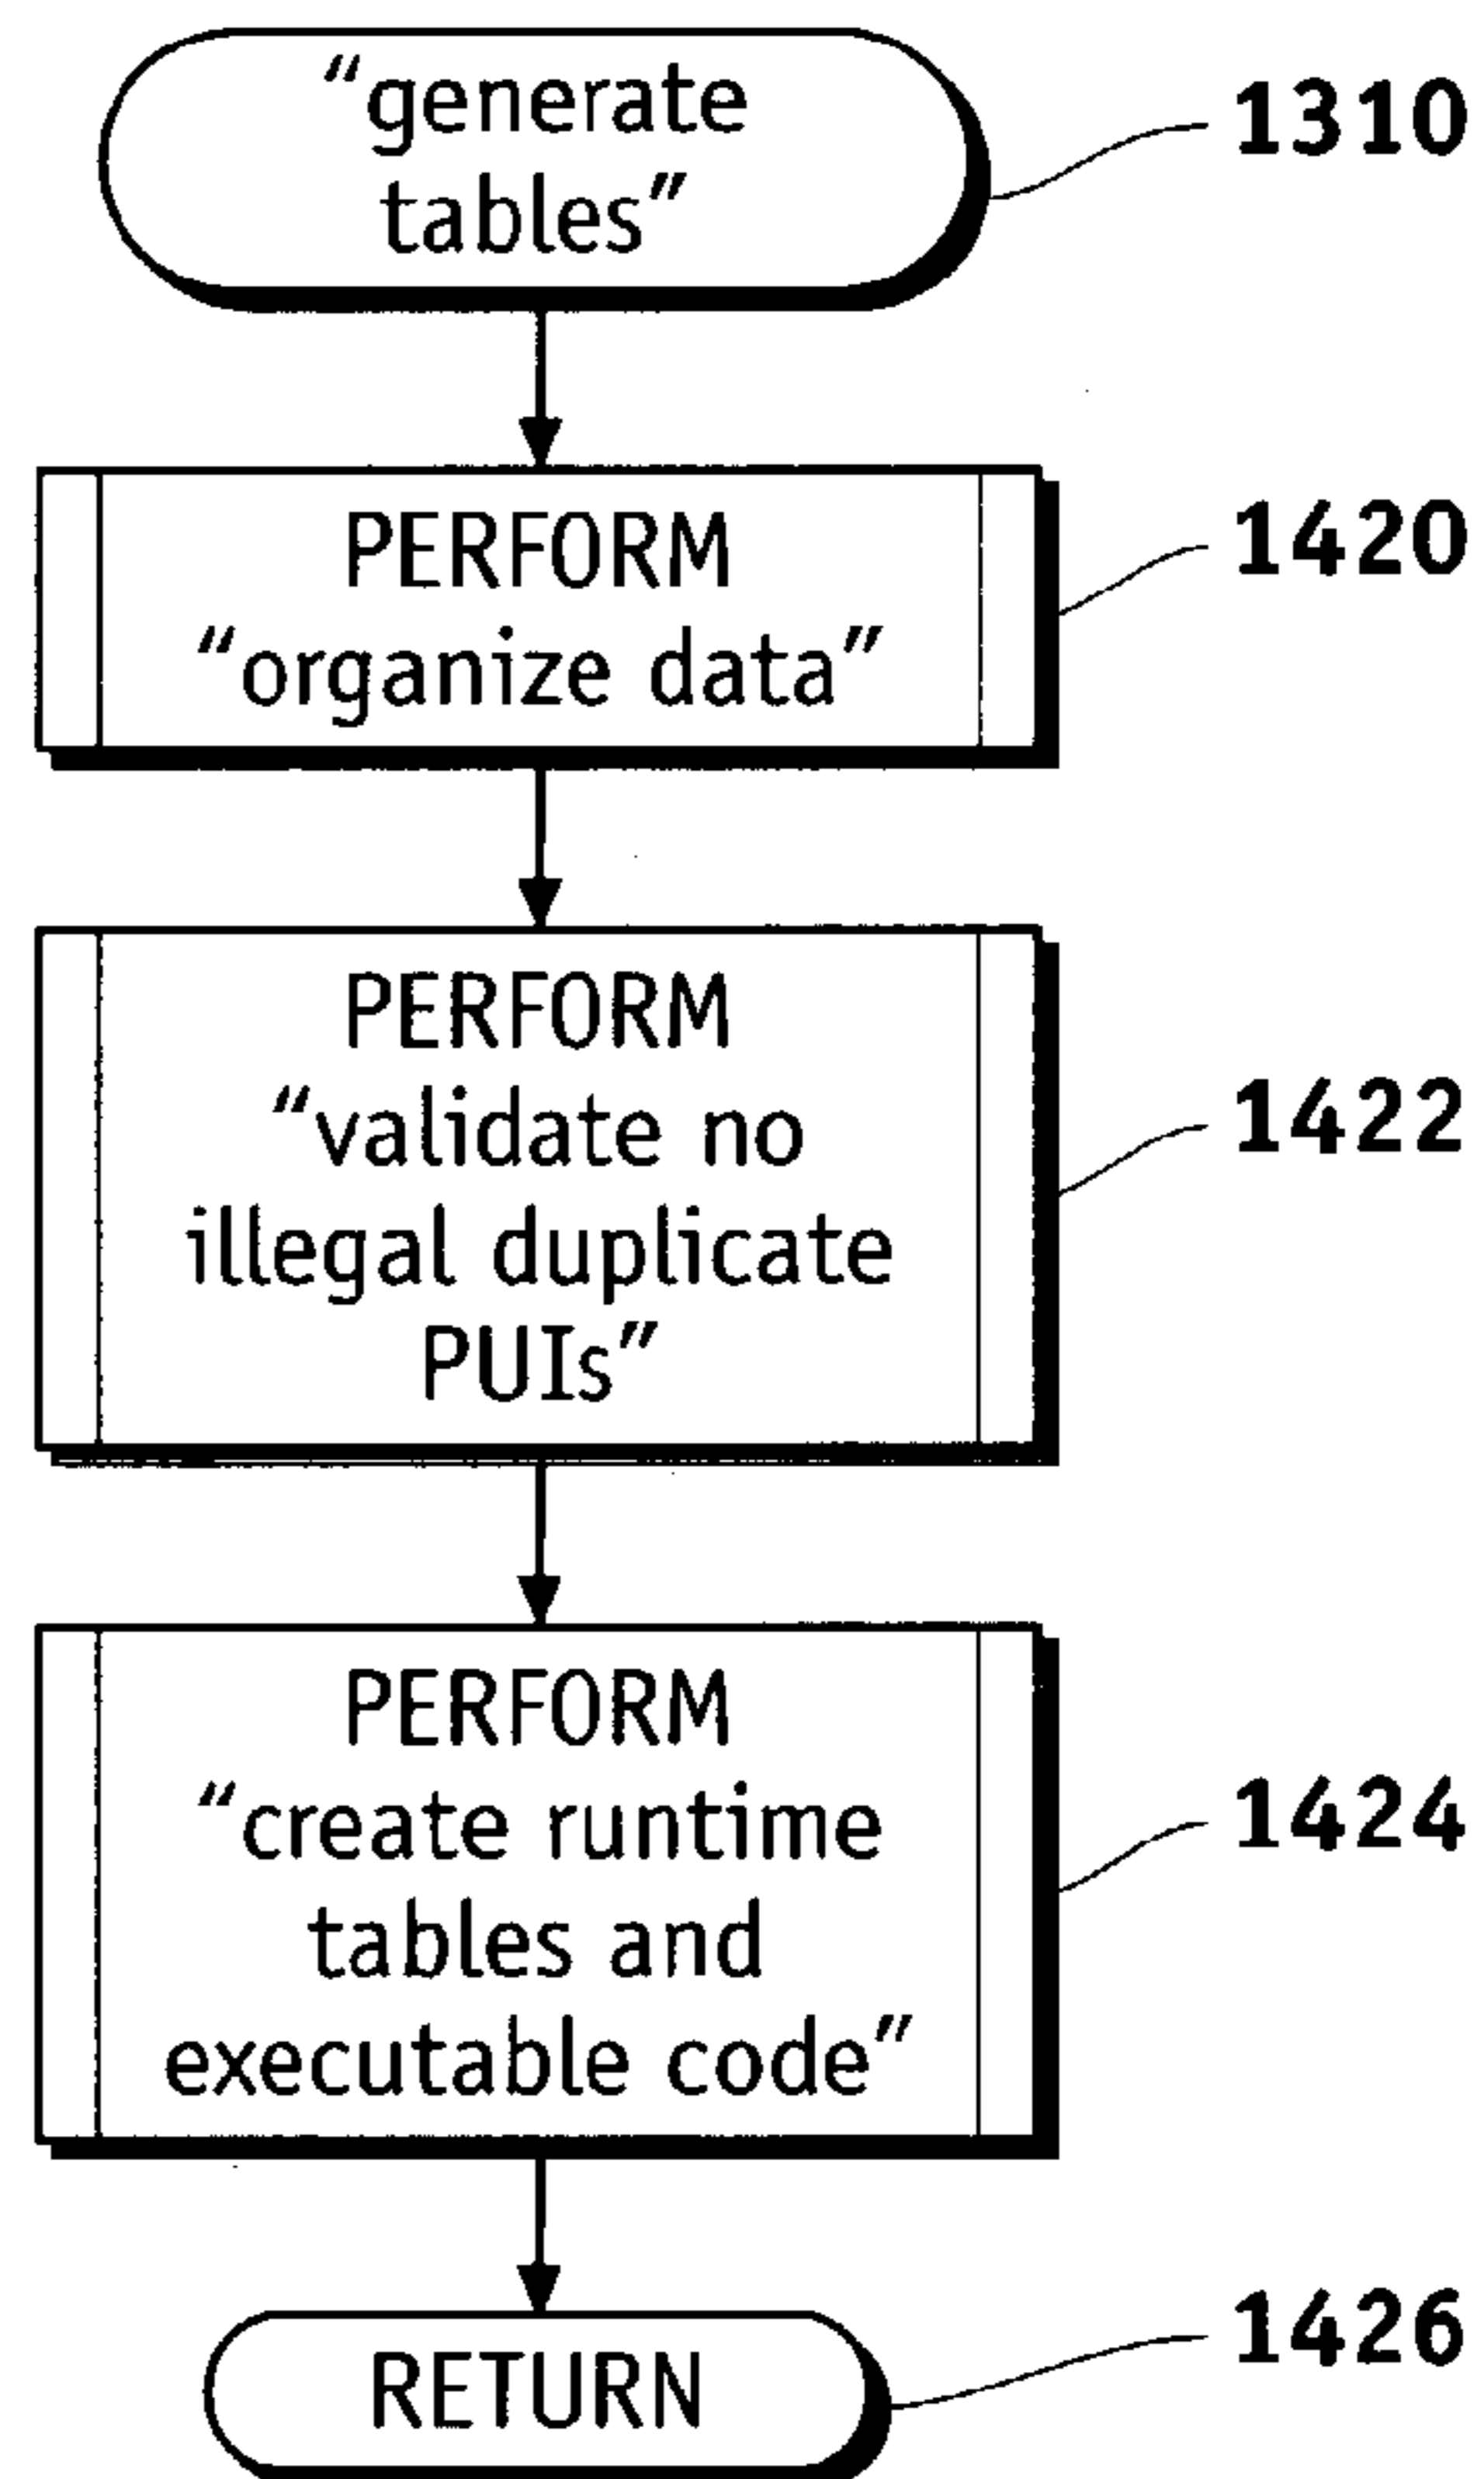 “generate
tables”
1310
PERFORM
“organize data”
1420
PERFORM
“validate no
illegal duplicate
PUIs”
1422
PERFORM
“create runtime
tables and
executable code”
1424
RETURN
1426